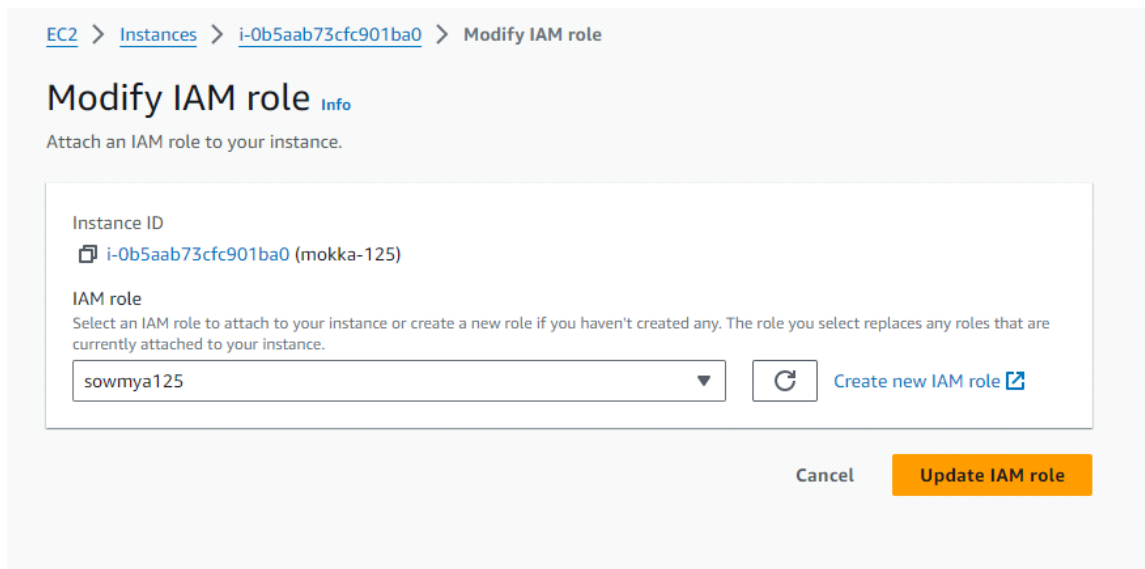 EC2 > Instances > i-0b5aab73cfc901ba0 > Modify IAM role
Modify IAM role Info
Attach an IAM role to your instance.
Instance ID
i-0b5aab73cfc901ba0 (mokka-125)
IAM role
Select an IAM role to attach to your instance or create a new role if you haven't created any. The role you select replaces any roles that are
currently attached to your instance.
sowmya125
Create new IAM role
Cancel
Update IAM role